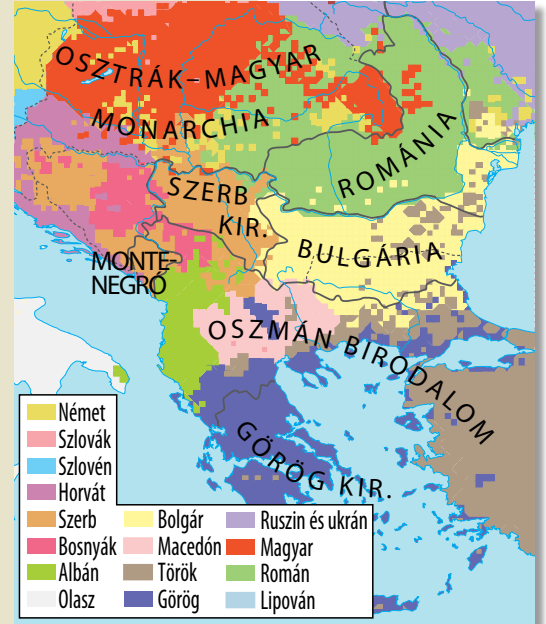 OSZTRÁK–MAGYAR
MONARCHIA
ROMÁNIA
SZERB
KIR.
BULGÁRIA
MONTE-
NEGRÓ
OSZMÁN BIRODALOM
GÖRÖG KIR.
Német
Szlovák
Szlovén
Horvát
Szerb
Bosnyák
Albán
Olasz
Bolgár
Macedón
Török
Görög
Ruszin és ukrán
Magyar
Román
Lipován